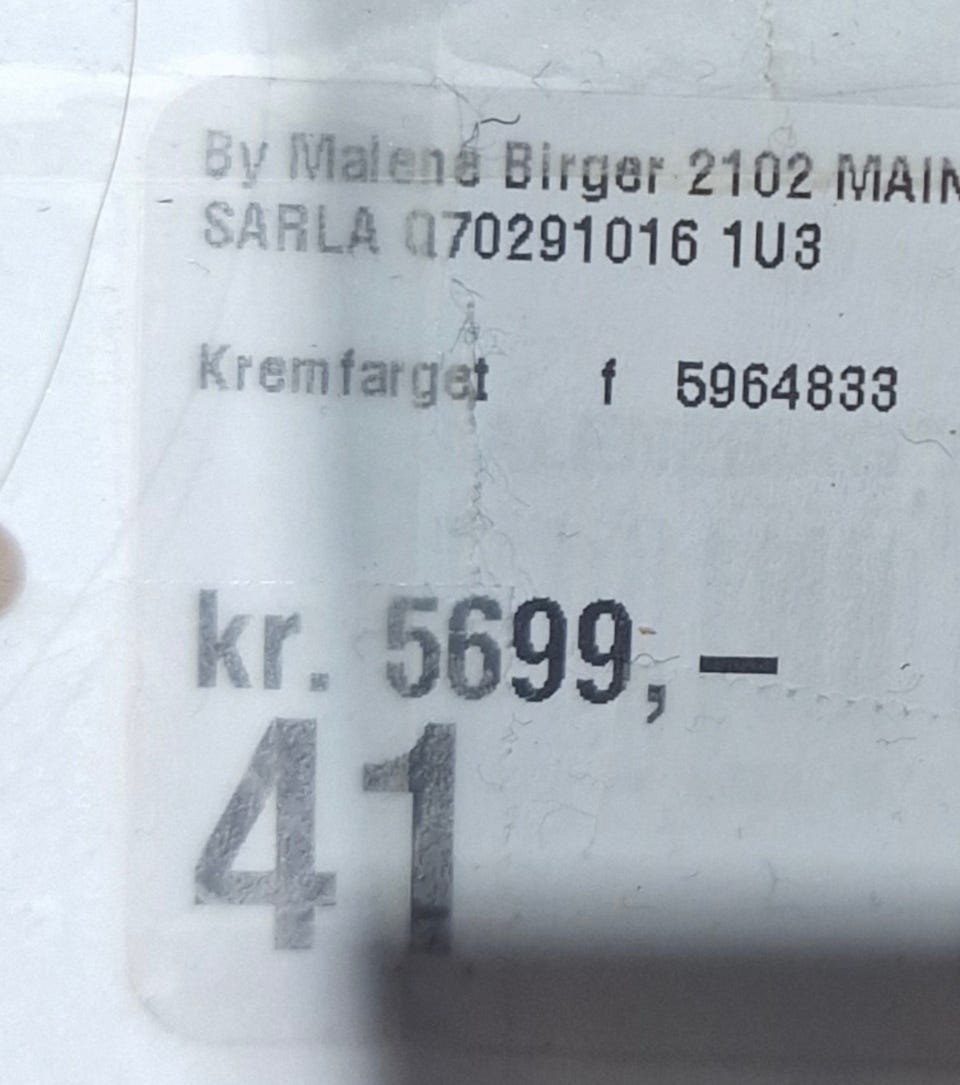 By Malene Birger 2102 MAIN
SARLA Q70291016 1U3
Kremfarget f 5964833
kr. 5699,-
41